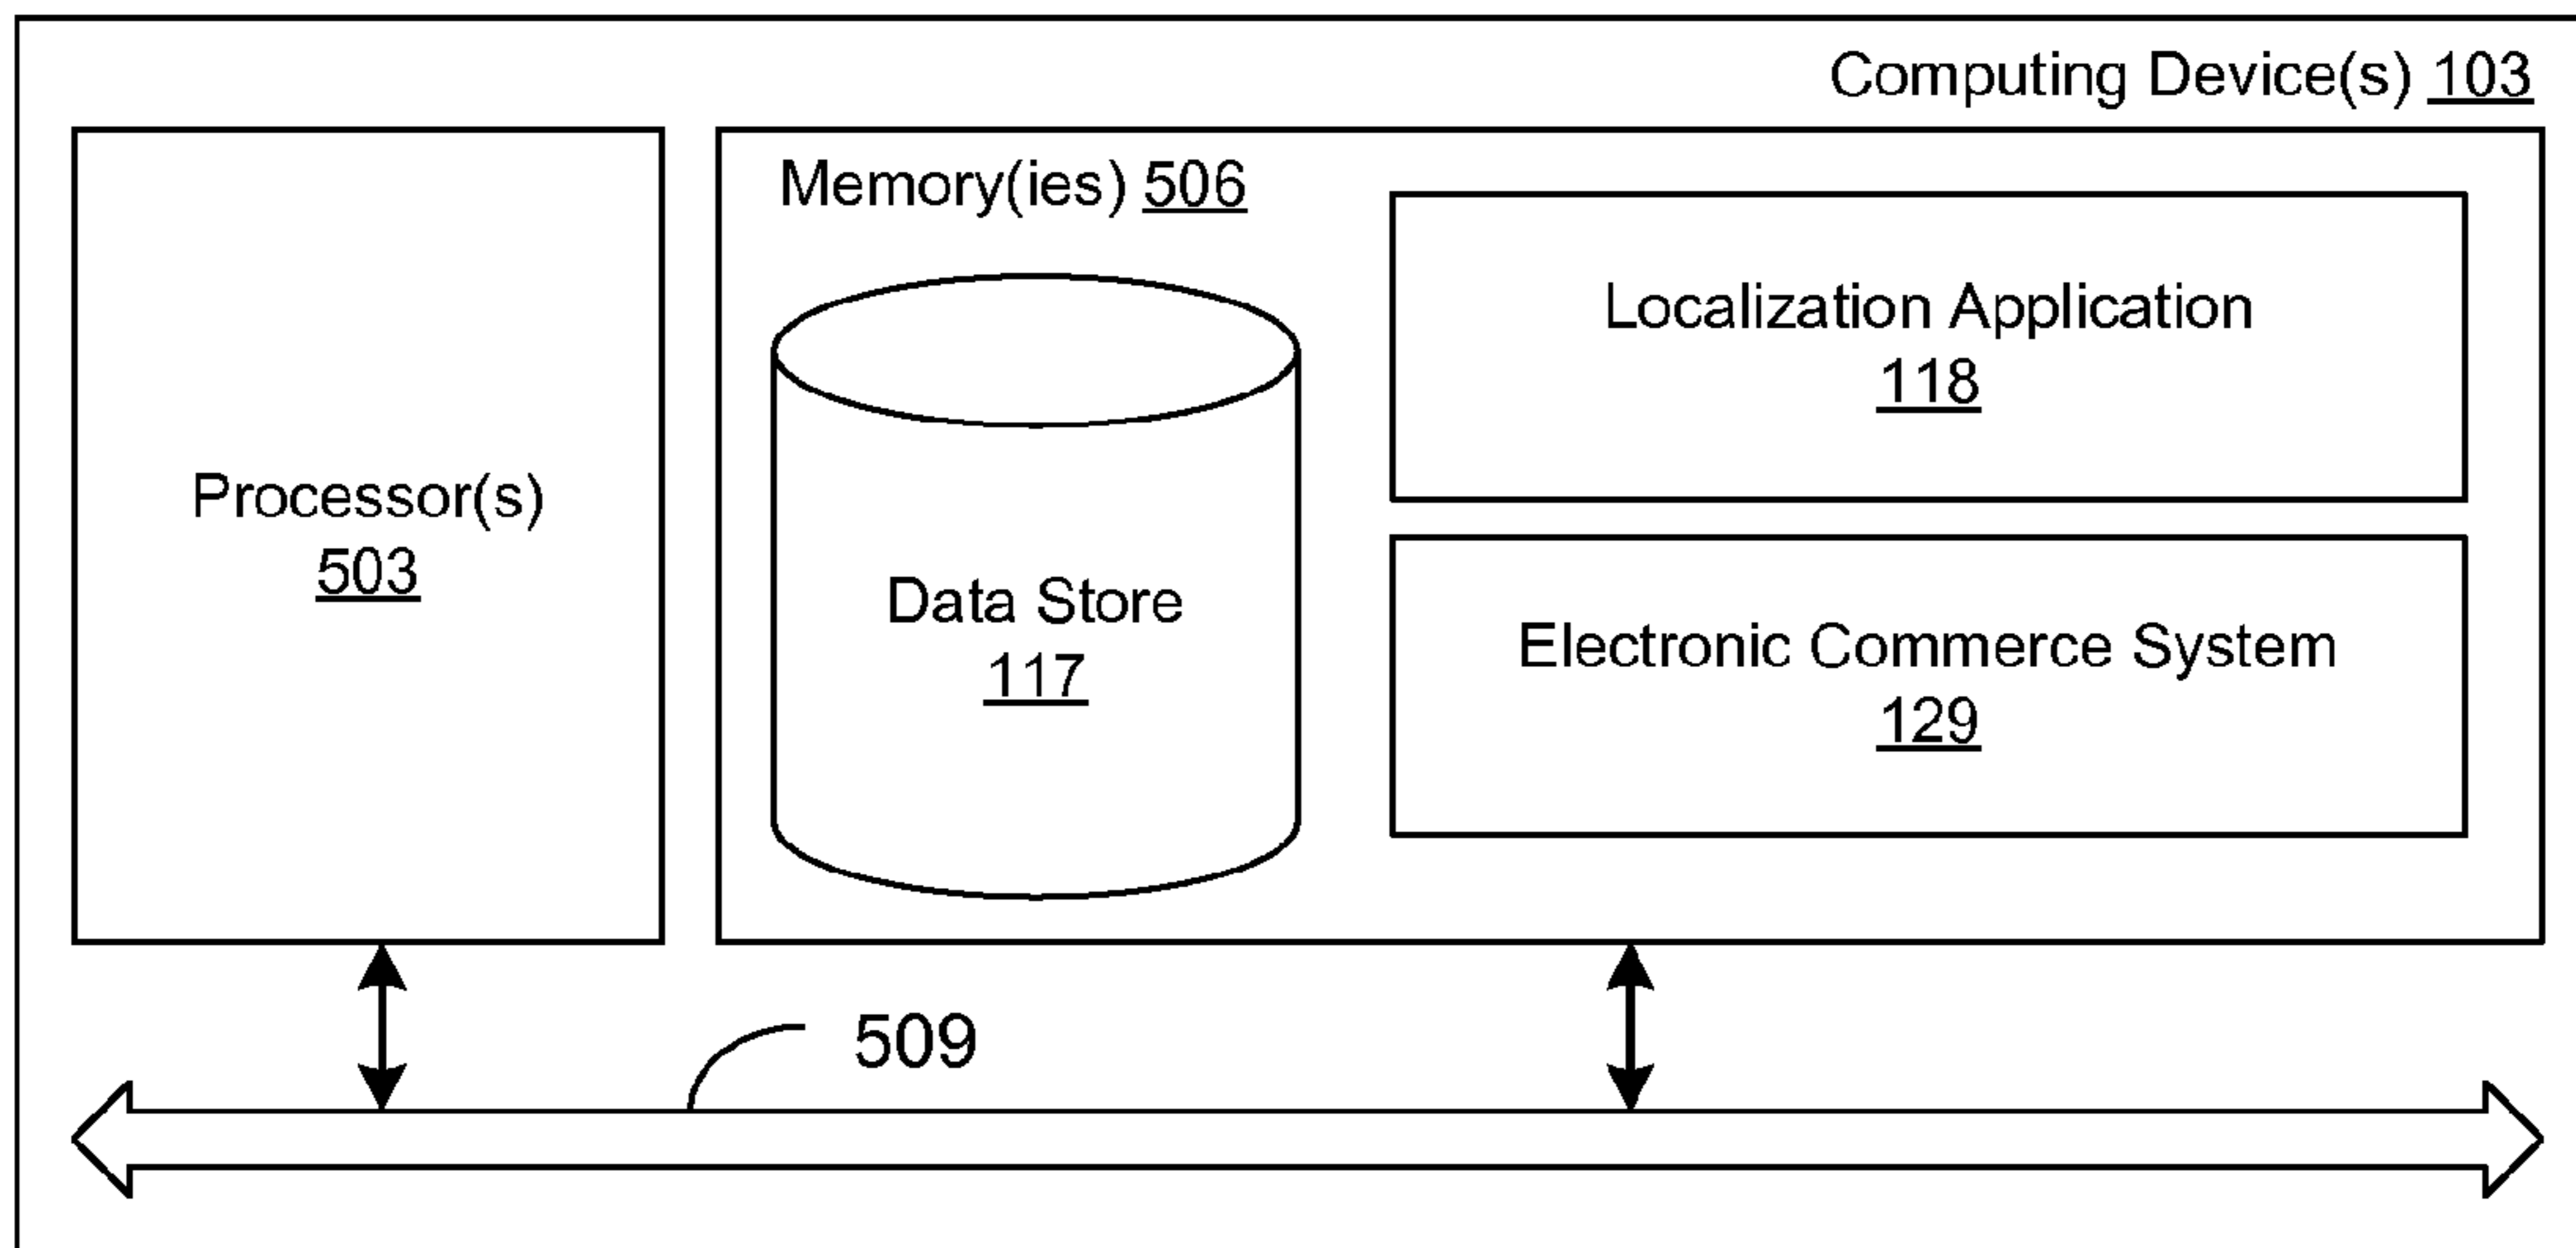 Computing Device(s) 103
Memory(ies) 506
Processor(s)
503
Data Store
117
Localization Application
118
Electronic Commerce System
129
509